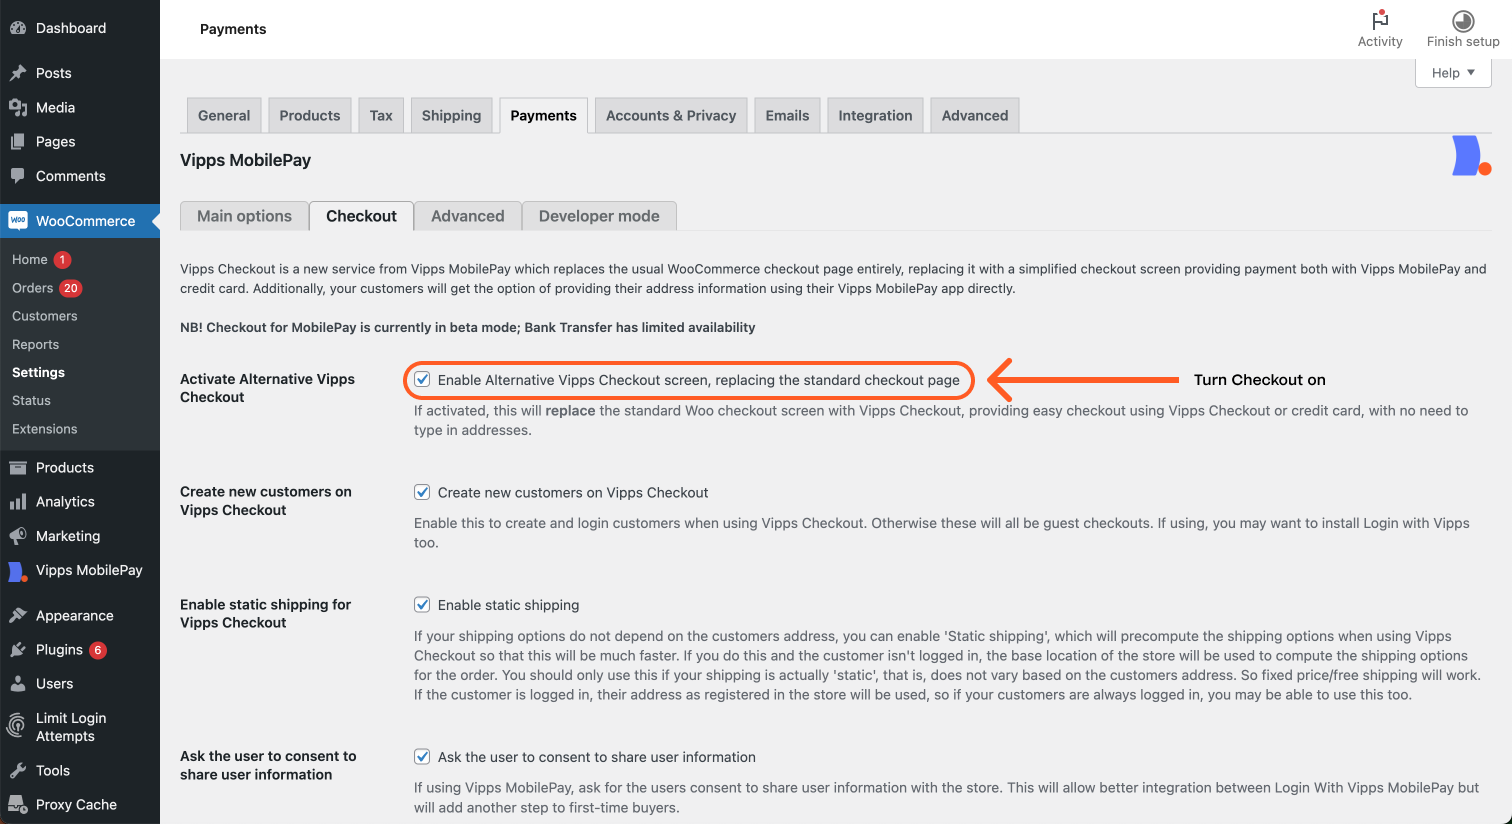 Dashboard
Posts
Media
Pages
Comments
Woo WooCommerce
Home 1
Orders 20
Customers
Reports
Settings
Status
Extensions
Products
Analytics
Marketing
Vipps MobilePay
Appearance
Plugins 6
Users
Limit Login
Attempts
Tools
Proxy Cache
Payments
Activity
Finish setup
Help
General
Products
Tax
Shipping
Payments
Accounts & Privacy
Emails
Integration
Advanced
Vipps MobilePay
Main options
Checkout
Advanced
Developer mode
Vipps Checkout is a new service from Vipps MobilePay which replaces the usual WooCommerce checkout page entirely, replacing it with a simplified checkout screen providing payment both with Vipps MobilePay and
credit card. Additionally, your customers will get the option of providing their address information using their Vipps MobilePay app directly.
NB! Checkout for MobilePay is currently in beta mode; Bank Transfer has limited availability
Activate Alternative Vipps
Checkout
Enable Alternative Vipps Checkout screen, replacing the standard checkout page
Turn Checkout on
If activated, this will replace the standard Woo checkout screen with Vipps Checkout, providing easy checkout using Vipps Checkout or credit card, with no need to
type in addresses.
Create new customers on
Vipps Checkout
Create new customers on Vipps Checkout
Enable this to create and login customers when using Vipps Checkout. Otherwise these will all be guest checkouts. If using, you may want to install Login with Vipps
too.
Enable static shipping for
Vipps Checkout
Enable static shipping
If your shipping options do not depend on the customers address, you can enable 'Static shipping', which will precompute the shipping options when using Vipps
Checkout so that this will be much faster. If you do this and the customer isn't logged in, the base location of the store will be used to compute the shipping options
for the order. You should only use this if your shipping is actually 'static', that is, does not vary based on the customers address. So fixed price/free shipping will work.
If the customer is logged in, their address as registered in the store will be used, so if your customers are always logged in, you may be able to use this too.
Ask the user to consent to
share user information
Ask the user to consent to share user information
If using Vipps MobilePay, ask for the users consent to share user information with the store. This will allow better integration between Login With Vipps MobilePay but
will add another step to first-time buyers.